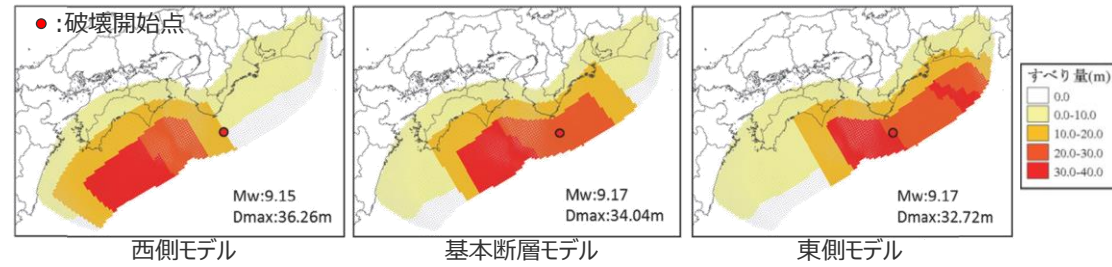 ●:破壊開始点
Mw:9.15
Dmax:36.26m
西側モデル
Mw:9.17
Dmax:34.04m
基本断層モデル
Mw:9.17
Dmax:32.72m
東側モデル
すべり量(m)
0.0
0.0-10.0
10.0-20.0
20.0-30.0
30.0-40.0